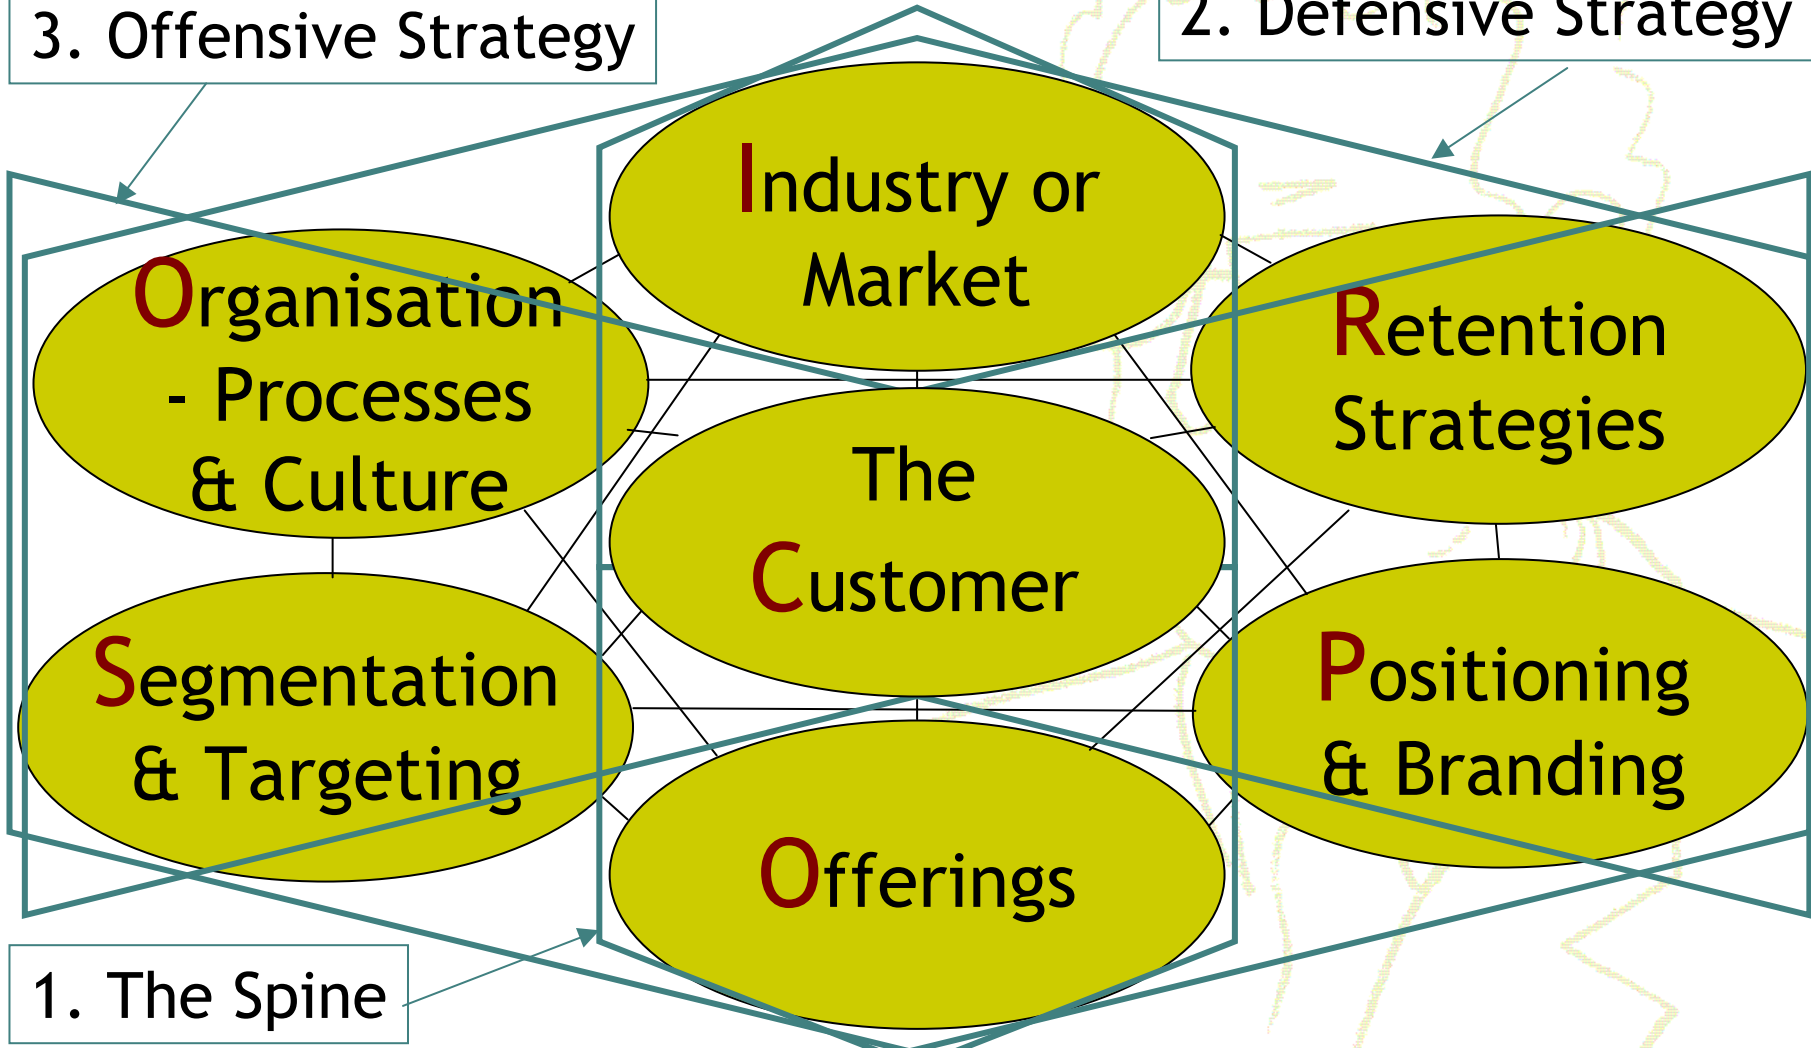 3. Offensive Strategy
2. Defensive Strategy
Industry or
Market
Organisation
- Processes
& Culture
Retention
Strategies
The
Customer
Segmentation
& Targeting
Positioning
& Branding
Offerings
1. The Spine